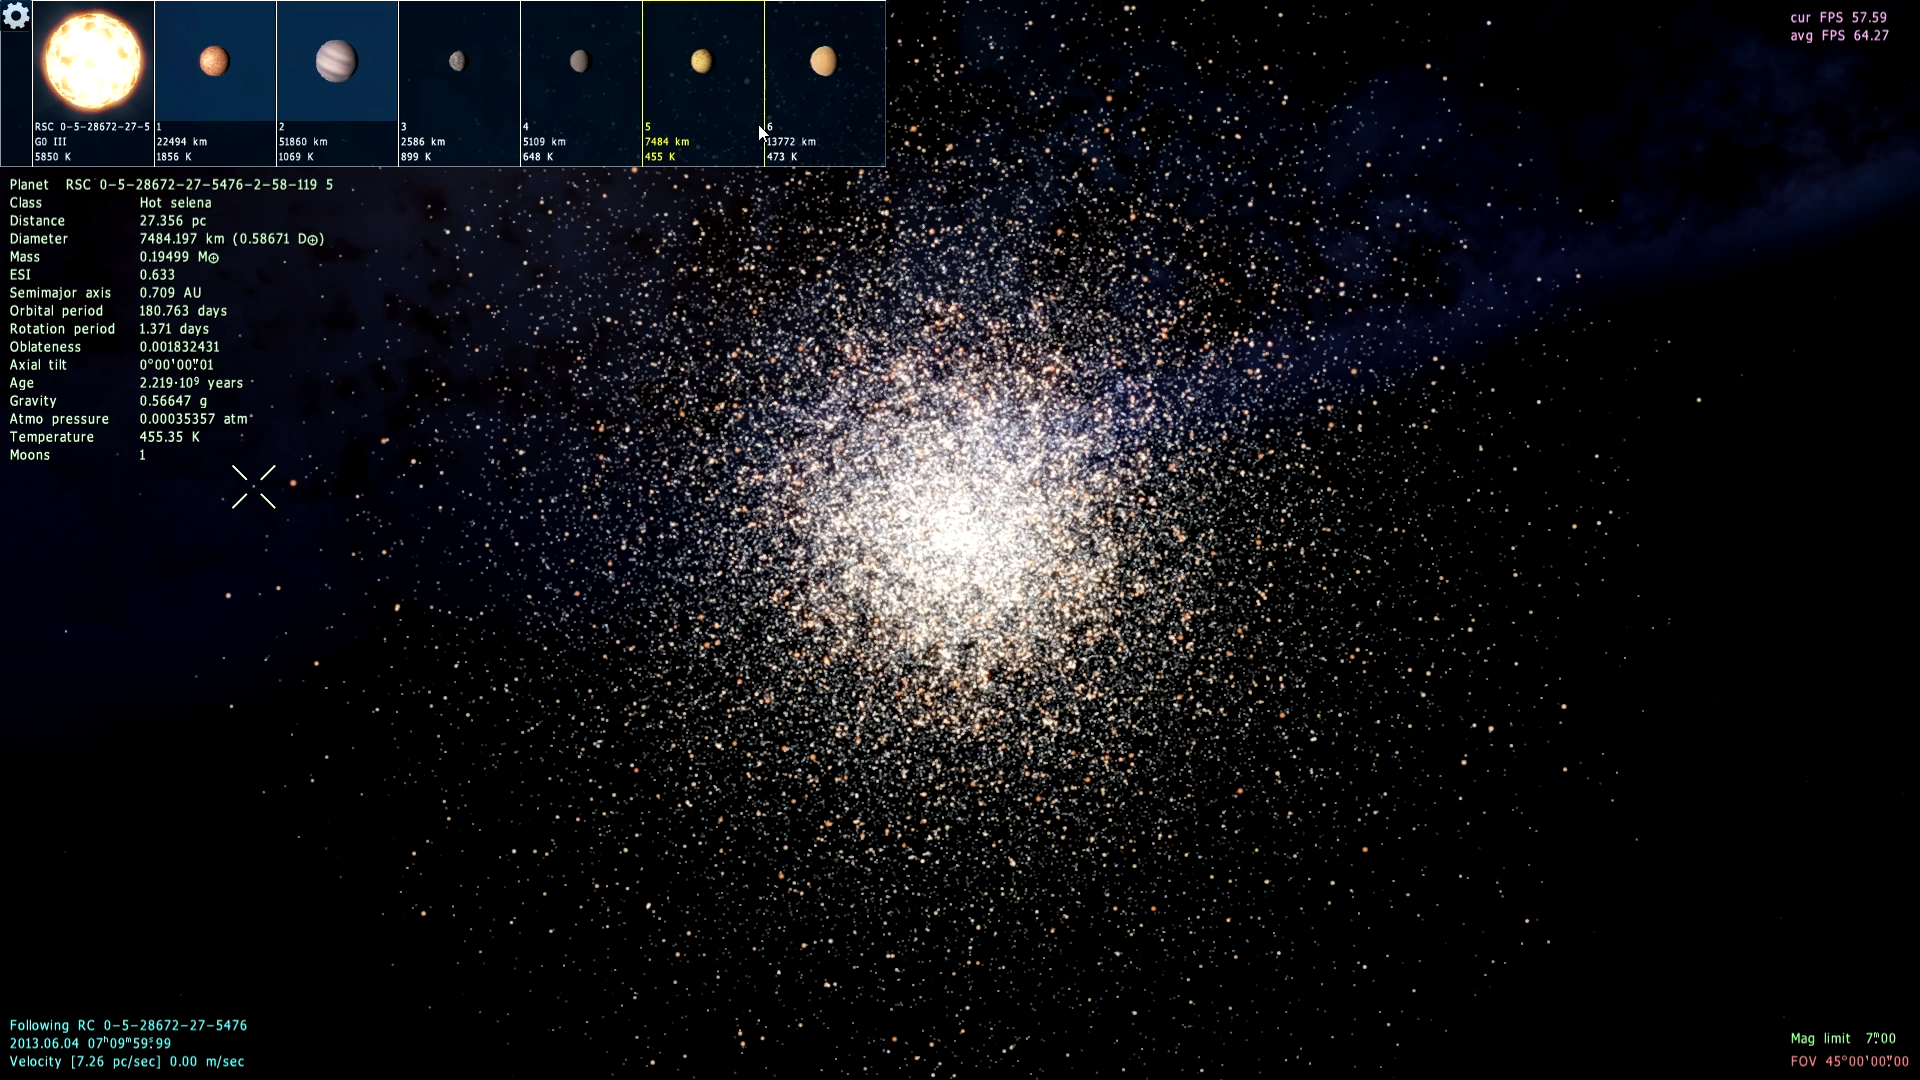 cur FPS 57.59
avg FPS 64.27
RSC 0-5-28672-27-5
G0 III
5850 K
1
22494 km
1856 K
2
51860 km
1069 K
3
2586 km
899 K
4
5109 km
648 K
5
7484 km
455 K
6
13772 km
473 K
Planet RSC 0-5-28672-27-5476-2-58-119 5
Class Hot selena
Distance 27.356 pc
Diameter 7484.197 km (0.58671 D⊕)
Mass 0.19499 M⊕
ESI 0.633
Semimajor axis 0.709 AU
Orbital period 180.763 days
Rotation period 1.371 days
Oblateness 0.001832431
Axial tilt 0°00'00".01
Age 2.219·10⁹ years
Gravity 0.56647 g
Atmo pressure 0.00035357 atm
Temperature 455.35 K
Moons 1
Following RC 0-5-28672-27-5476
2013.06.04 07ʰ09ᵐ59ˢ.99
Velocity [7.26 pc/sec] 0.00 m/sec
Mag limit 7ᵐ.00
FOV 45°00'00".00